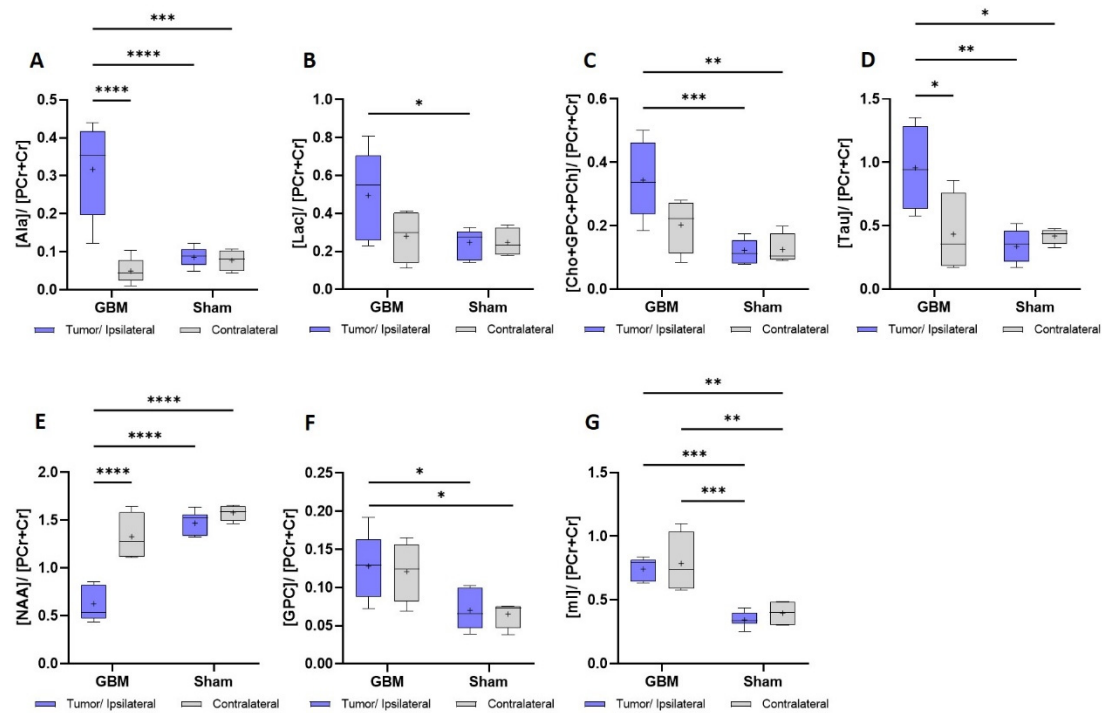 A
***
****
****
[Ala]/ [PCr+Cr]
0.5
0.4
0.3
0.2
0.1
0.0
GBM
Sham
Tumor/ Ipsilateral
Contralateral
B
*
[Lac]/ [PCr+Cr]
1.0
0.8
0.6
0.4
0.2
0.0
GBM
Sham
Tumor/ Ipsilateral
Contralateral
C
**
***
[Cho+GPC+PCh]/ [PCr+Cr]
0.6
0.4
0.2
0.0
GBM
Sham
Tumor/ Ipsilateral
Contralateral
D
*
**
*
[Tau]/ [PCr+Cr]
1.5
1.0
0.5
0.0
GBM
Sham
Tumor/ Ipsilateral
Contralateral
E
****
****
****
[NAA]/ [PCr+Cr]
2.0
1.5
1.0
0.5
0.0
GBM
Sham
Tumor/ Ipsilateral
Contralateral
F
*
*
[GPC]/ [PCr+Cr]
0.25
0.20
0.15
0.10
0.05
0.00
GBM
Sham
Tumor/ Ipsilateral
Contralateral
G
**
**
***
***
[mI]/ [PCr+Cr]
1.5
1.0
0.5
0.0
GBM
Sham
Tumor/ Ipsilateral
Contralateral